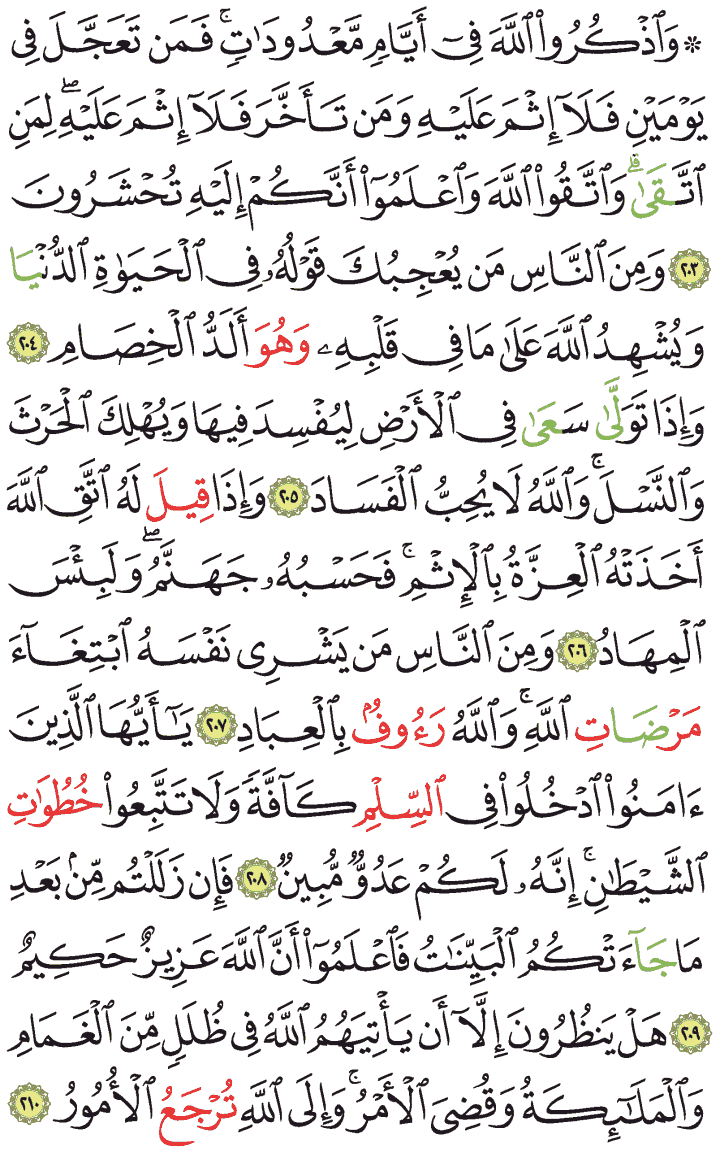 ۞ وَٱذْكُرُوا۟ ٱللَّهَ فِىٓ أَيَّامٍ مَّعْدُودَٰتٍ ۚ فَمَن تَعَجَّلَ فِى
يَوْمَيْنِ فَلَآ إِثْمَ عَلَيْهِ وَمَن تَأَخَّرَ فَلَآ إِثْمَ عَلَيْهِ ۖ لِمَنِ
ٱتَّقَىٰ ۗ وَٱتَّقُوا۟ ٱللَّهَ وَٱعْلَمُوٓا۟ أَنَّكُمْ إِلَيْهِ تُحْشَرُونَ
٢٠٣ وَمِنَ ٱلنَّاسِ مَن يُعْجِبُكَ قَوْلُهُۥ فِى ٱلْحَيَوٰةِ ٱلدُّنْيَا
وَيُشْهِدُ ٱللَّهَ عَلَىٰ مَا فِى قَلْبِهِۦ وَهُوَ أَلَدُّ ٱلْخِصَامِ ٢٠٤
وَإِذَا تَوَلَّىٰ سَعَىٰ فِى ٱلْأَرْضِ لِيُفْسِدَ فِيهَا وَيُهْلِكَ ٱلْحَرْثَ
وَٱلنَّسْلَ ۚ وَٱللَّهُ لَا يُحِبُّ ٱلْفَسَادَ ٢٠٥ وَإِذَا قِيلَ لَهُ ٱتَّقِ ٱللَّهَ
أَخَذَتْهُ ٱلْعِزَّةُ بِٱلْإِثْمِ ۚ فَحَسْبُهُۥ جَهَنَّمُ ۖ وَلَبِئْسَ
ٱلْمِهَادُ ٢٠٦ وَمِنَ ٱلنَّاسِ مَن يَشْرِى نَفْسَهُ ٱبْتِغَآءَ
مَرْضَاتِ ٱللَّهِ ۚ وَٱللَّهُ رَءُوفٌۢ بِٱلْعِبَادِ ٢٠٧ يَٰٓأَيُّهَا ٱلَّذِينَ
ءَامَنُوا۟ ٱدْخُلُوا۟ فِى ٱلسِّلْمِ كَآفَّةً وَلَا تَتَّبِعُوا۟ خُطُوَٰتِ
ٱلشَّيْطَٰنِ ۚ إِنَّهُۥ لَكُمْ عَدُوٌّ مُّبِينٌ ٢٠٨ فَإِن زَلَلْتُم مِّنۢ بَعْدِ
مَا جَآءَتْكُمُ ٱلْبَيِّنَٰتُ فَٱعْلَمُوٓا۟ أَنَّ ٱللَّهَ عَزِيزٌ حَكِيمٌ
٢٠٩ هَلْ يَنظُرُونَ إِلَّآ أَن يَأْتِيَهُمُ ٱللَّهُ فِى ظُلَلٍ مِّنَ ٱلْغَمَامِ
وَٱلْمَلَٰٓئِكَةُ وَقُضِىَ ٱلْأَمْرُ ۚ وَإِلَى ٱللَّهِ تُرْجَعُ ٱلْأُمُورُ ٢١٠